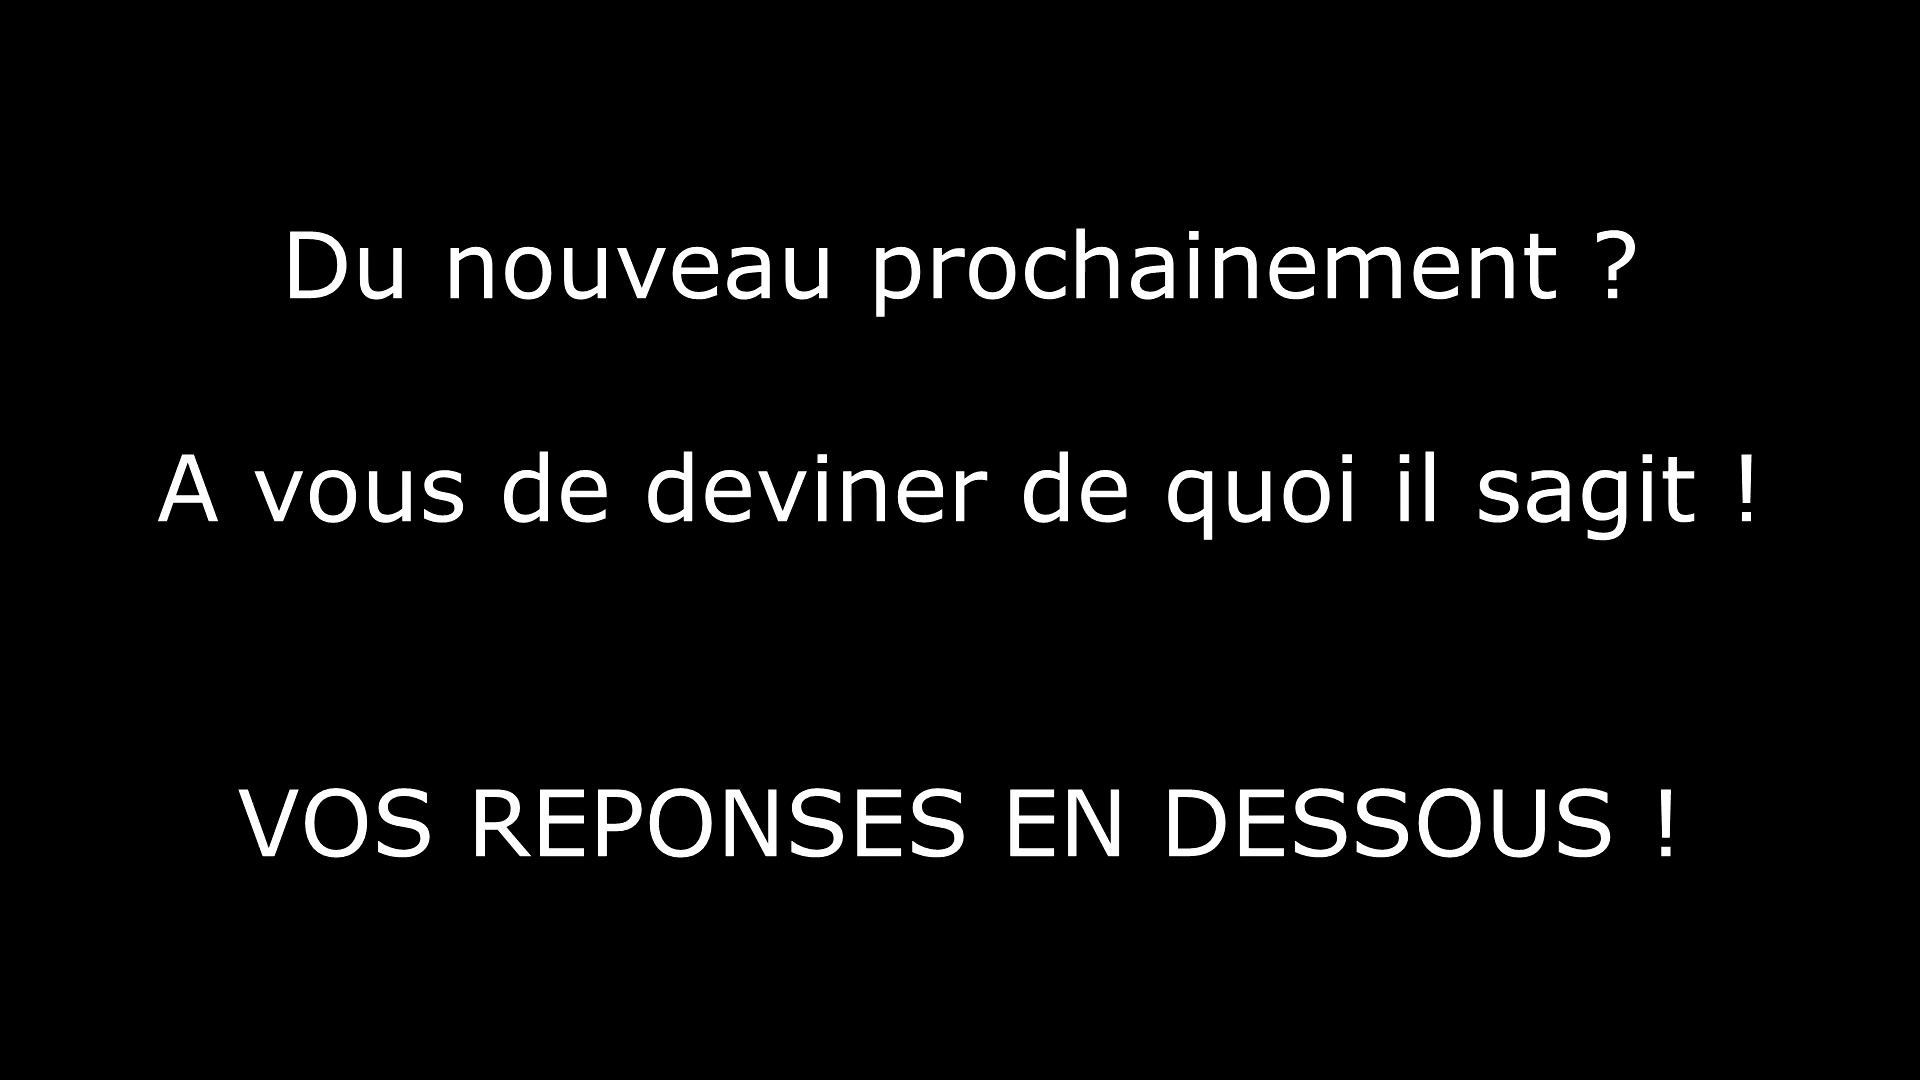 Du nouveau prochainement ?
A vous de deviner de quoi il sagit !
VOS REPONSES EN DESSOUS !